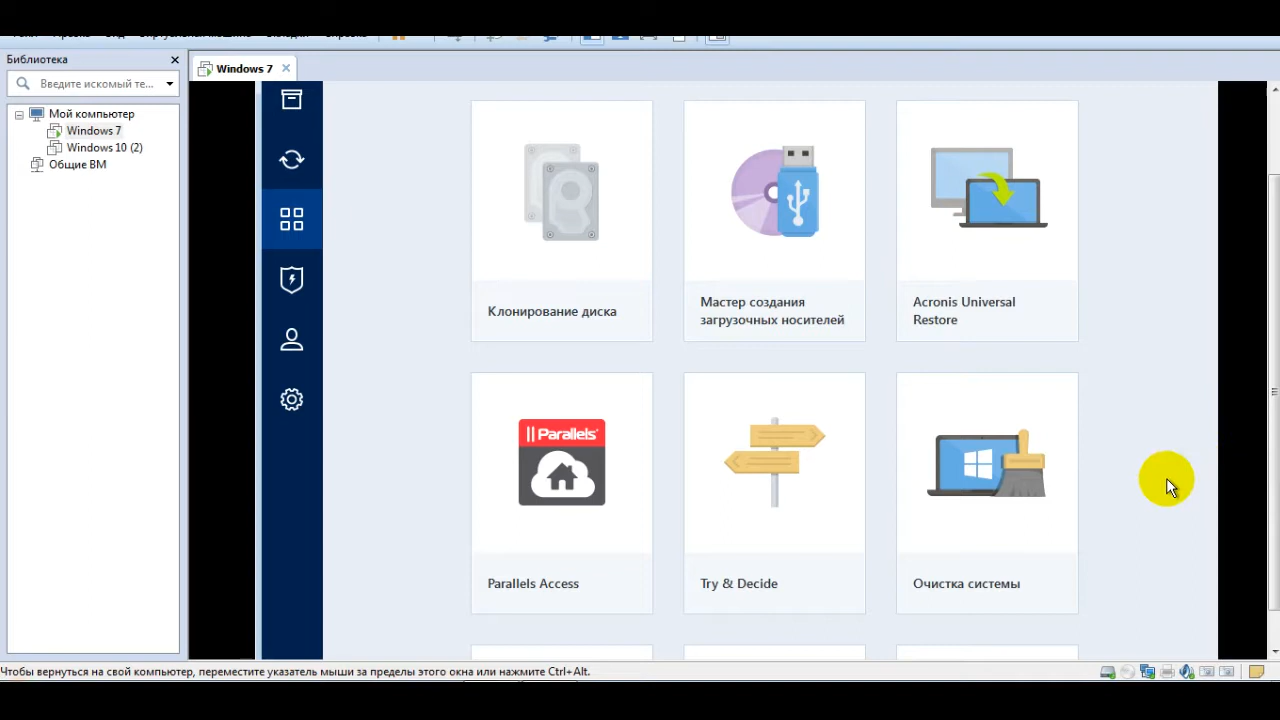 Библиотека
Windows 7
Введите искомый те...
Мой компьютер
Windows 7
Windows 10 (2)
Общие ВМ
Клонирование диска
Мастер создания
загрузочных носителей
Acronis Universal
Restore
Parallels
Parallels Access
Try & Decide
Очистка системы
Чтобы вернуться на свой компьютер, переместите указатель мыши за пределы этого окна или нажмите Ctrl+Alt.